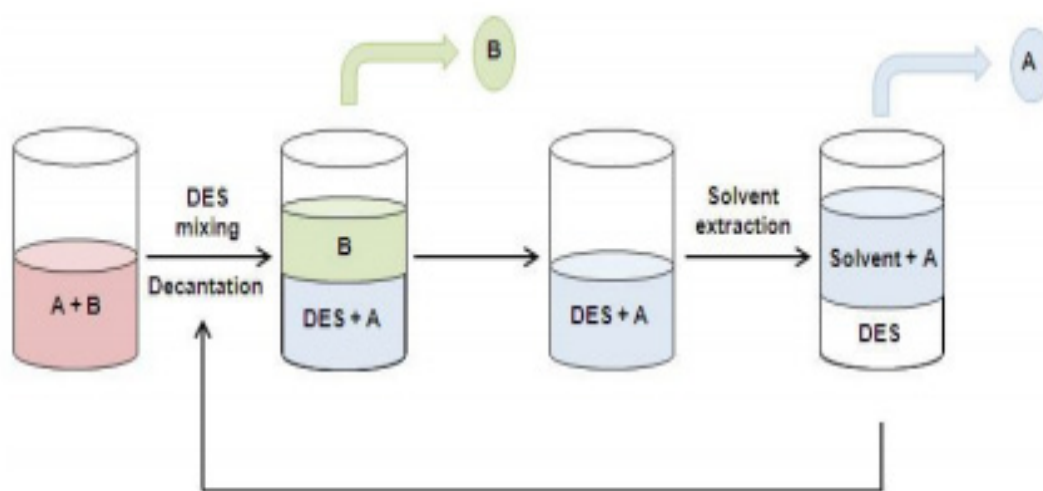 B
A
DES
mixing
Decantation
Solvent
extraction
A + B
B
DES + A
DES + A
Solvent + A
DES